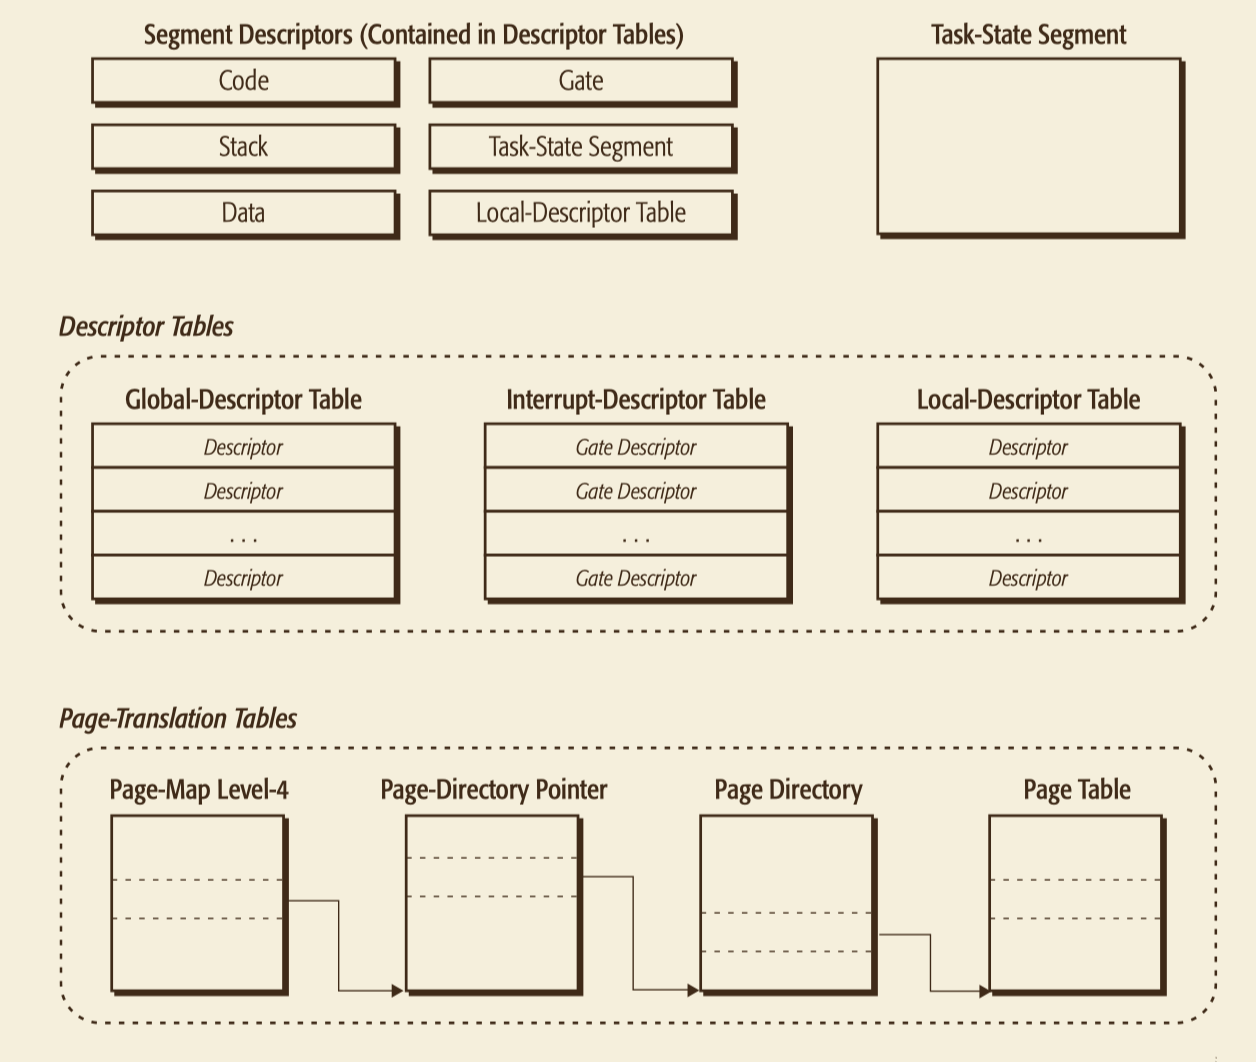 Segment Descriptors (Contained in Descriptor Tables)
Task-State Segment
Code
Gate
Stack
Task-State Segment
Data
Local-Descriptor Table
Descriptor Tables
Global-Descriptor Table
Interrupt-Descriptor Table
Local-Descriptor Table
Descriptor
Gate Descriptor
Descriptor
Descriptor
Gate Descriptor
Descriptor
. . .
. . .
. . .
Descriptor
Gate Descriptor
Descriptor
Page-Translation Tables
Page-Map Level-4
Page-Directory Pointer
Page Directory
Page Table